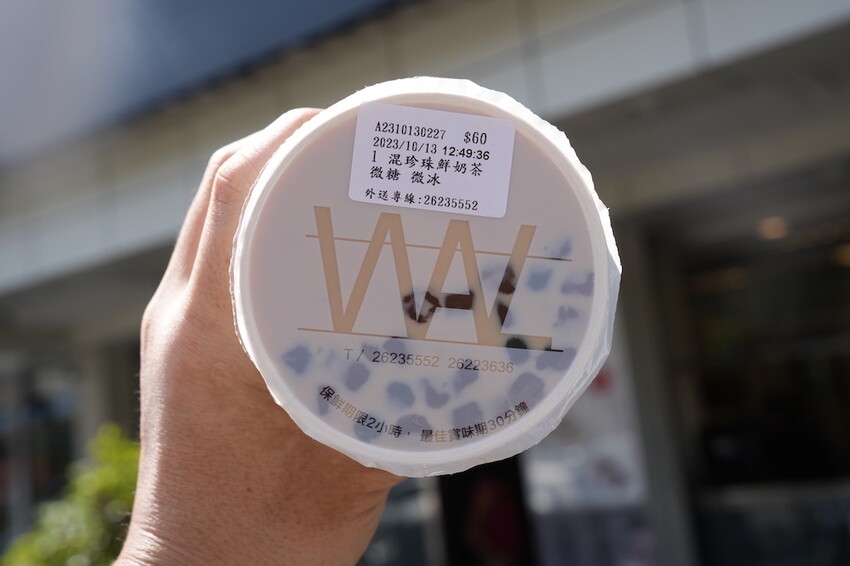 A2310130227 $60
2023/10/13 12:49:36
1 混珍珠鮮奶茶
微糖 微冰
外送專線:26235552
WAL
T/ 26235552 26223636
保鮮期限2小時，最佳賞味期30分鐘